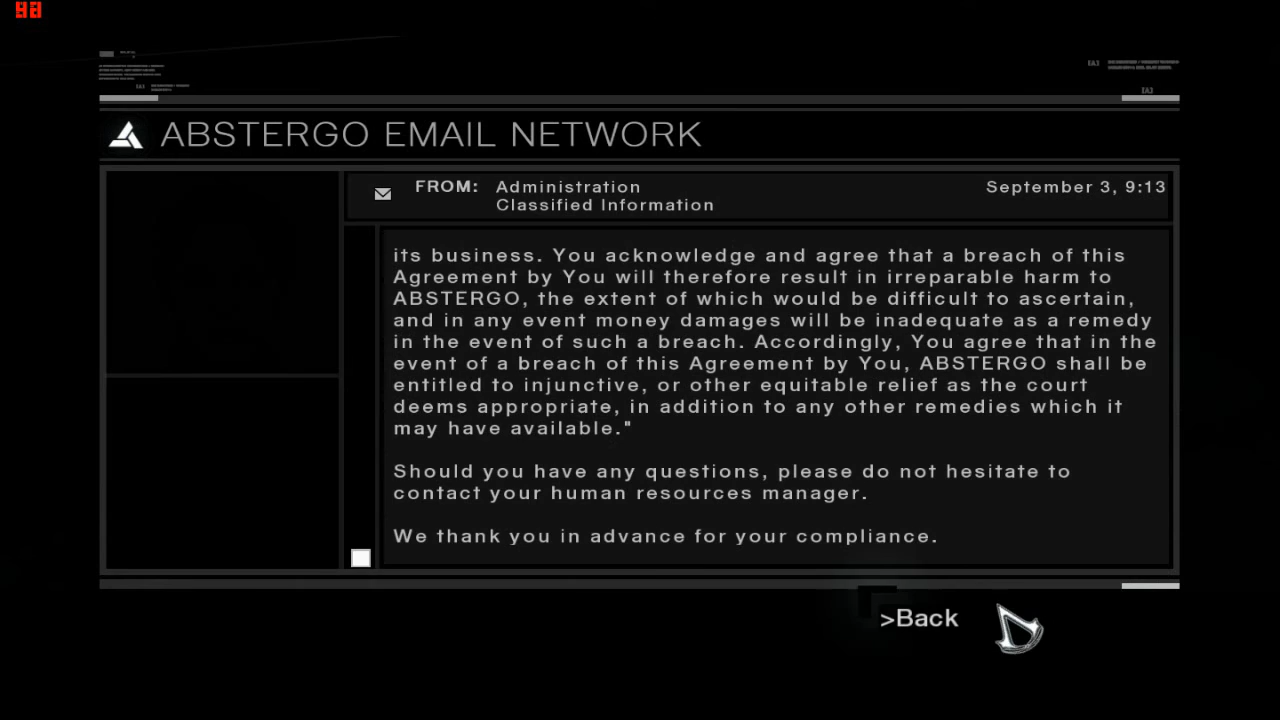 98
ABSTERGO EMAIL NETWORK
FROM: Administration
September 3, 9:13
Classified Information
its business. You acknowledge and agree that a breach of this
Agreement by You will therefore result in irreparable harm to
ABSTERGO, the extent of which would be difficult to ascertain,
and in any event money damages will be inadequate as a remedy
in the event of such a breach. Accordingly, You agree that in the
event of a breach of this Agreement by You, ABSTERGO shall be
entitled to injunctive, or other equitable relief as the court
deems appropriate, in addition to any other remedies which it
may have available."
Should you have any questions, please do not hesitate to
contact your human resources manager.
We thank you in advance for your compliance.
>Back